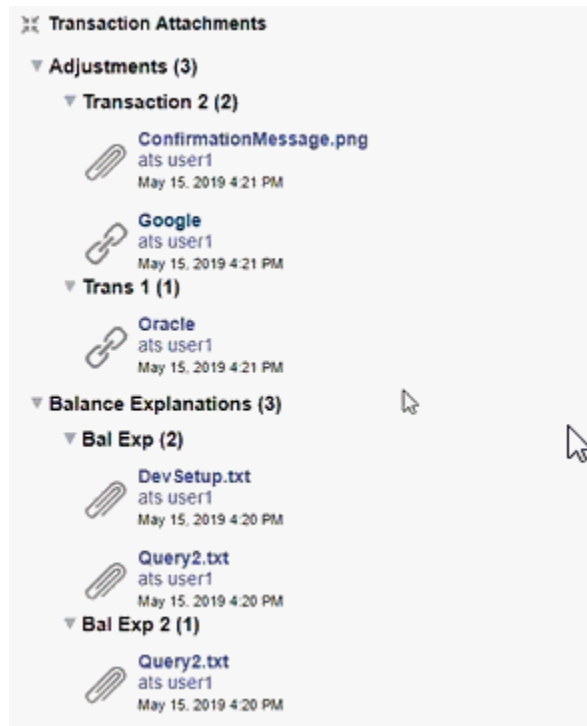 Transaction Attachments
Adjustments (3)
Transaction 2 (2)
ConfirmationMessage.png
ats user1
May 15, 2019 4:21 PM
Google
ats user1
May 15, 2019 4:21 PM
Trans 1 (1)
Oracle
ats user1
May 15, 2019 4:21 PM
Balance Explanations (3)
Bal Exp (2)
DevSetup.txt
ats user1
May 15, 2019 4:20 PM
Query2.txt
ats user1
May 15, 2019 4:20 PM
Bal Exp 2 (1)
Query2.txt
ats user1
May 15, 2019 4:20 PM